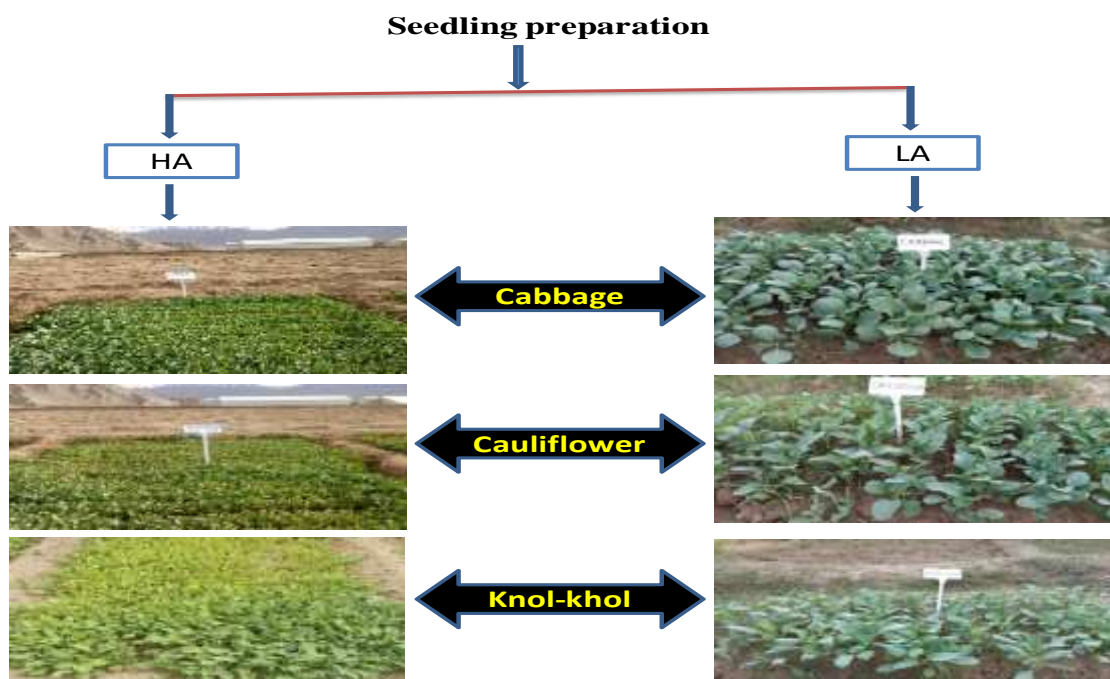 Seedling preparation
HA
LA
Cabbage
Cauliflower
Knol-khol